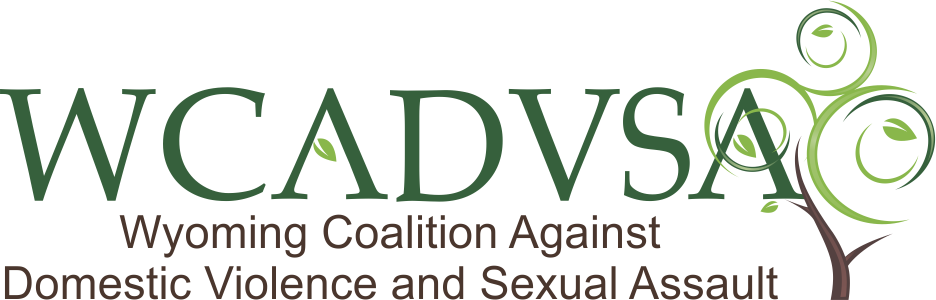 WCADVSA
Wyoming Coalition Against
Domestic Violence and Sexual Assault